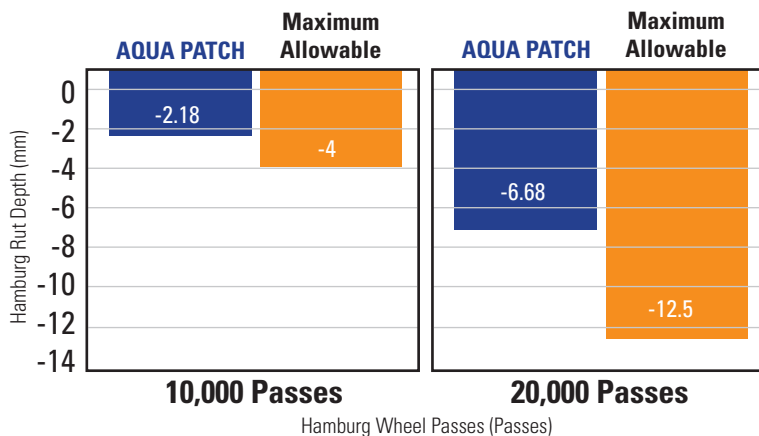 AQUA PATCH
Maximum
Allowable
AQUA PATCH
Maximum
Allowable
Hamburg Rut Depth (mm)
0
-2
-4
-6
-8
-10
-12
-14
-2.18
-4
-6.68
-12.5
10,000 Passes
20,000 Passes
Hamburg Wheel Passes (Passes)